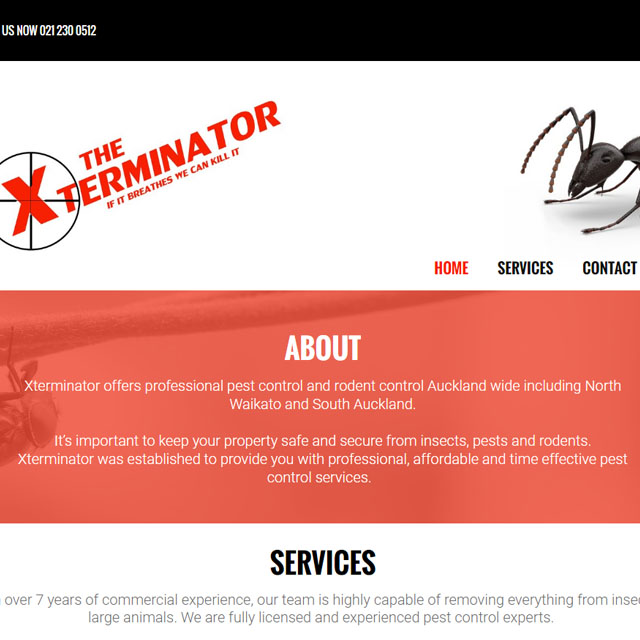 US NOW 021 230 0512
THE
XTERMINATOR
IF IT BREATHES WE CAN KILL IT
HOME SERVICES CONTACT
ABOUT
Xterminator offers professional pest control and rodent control Auckland wide including North
Waikato and South Auckland.
It's important to keep your property safe and secure from insects, pests and rodents.
Xterminator was established to provide you with professional, affordable and time effective pest
control services.
SERVICES
over 7 years of commercial experience, our team is highly capable of removing everything from
large animals. We are fully licensed and experienced pest control experts.